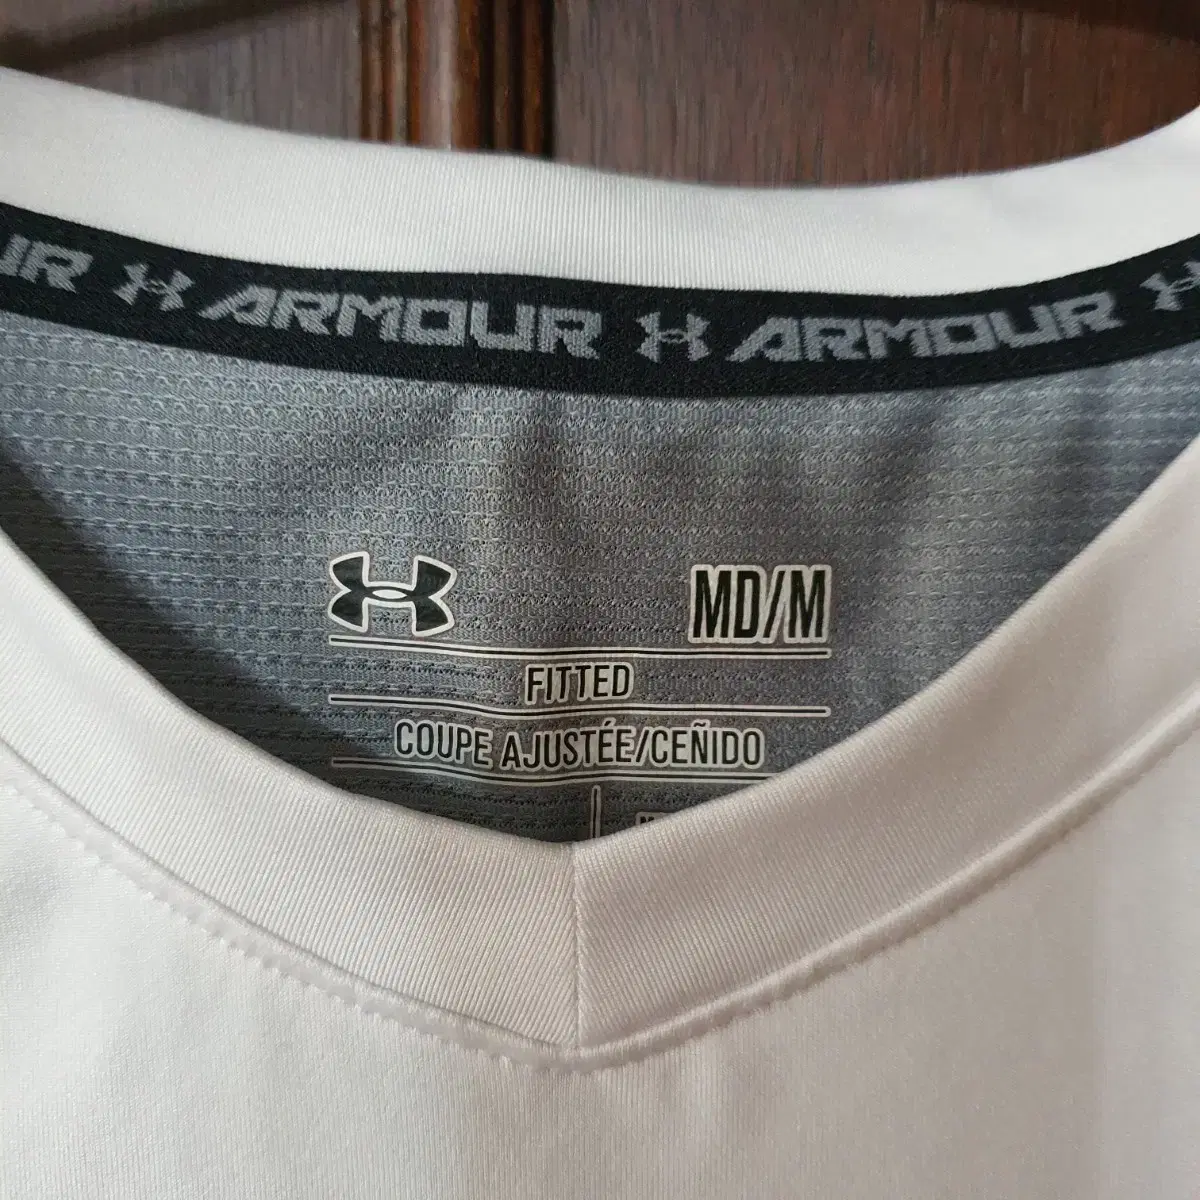 UR ARMOUR ARMOUR
MD/M
FITTED
COUPE AJUSTÉE/CEÑIDO